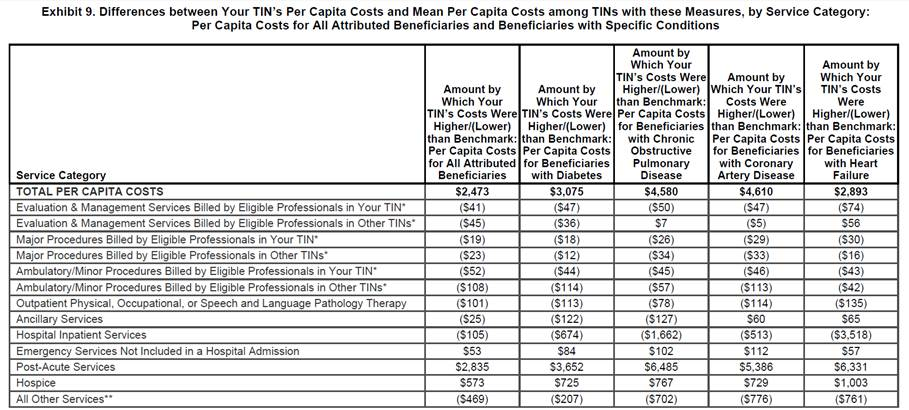 Exhibit 9. Differences between Your TIN's Per Capita Costs and Mean Per Capita Costs among TINs with these Measures, by Service Category:
Per Capita Costs for All Attributed Beneficiaries and Beneficiaries with Specific Conditions
Service Category
Amount by
Which Your
TIN's Costs Were
Higher/(Lower)
than Benchmark:
Per Capita Costs
for All Attributed
Beneficiaries
Amount by
Which Your
TIN's Costs Were
Higher/(Lower)
than Benchmark:
Per Capita Costs
for Beneficiaries
with Diabetes
Amount by
Which Your
TIN's Costs Were
Higher/(Lower)
than Benchmark:
Per Capita Costs
for Beneficiaries
with Chronic
Obstructive
Pulmonary
Disease
Amount by
Which Your TIN's
Costs Were
Higher/(Lower)
than Benchmark:
Per Capita Costs
for Beneficiaries
with Coronary
Artery Disease
Amount by
Which Your
TIN's Costs
Were
Higher/(Lower)
than Benchmark:
Per Capita Costs
for Beneficiaries
with Heart
Failure
TOTAL PER CAPITA COSTS $2,473 $3,075 $4,580 $4,610 $2,893
Evaluation & Management Services Billed by Eligible Professionals in Your TIN* ($41) ($47) ($50) ($47) ($74)
Evaluation & Management Services Billed by Eligible Professionals in Other TINs* ($45) ($36) $7 ($5) $56
Major Procedures Billed by Eligible Professionals in Your TIN* ($19) ($18) ($26) ($29) ($30)
Major Procedures Billed by Eligible Professionals in Other TINs* ($23) ($12) ($34) ($33) ($16)
Ambulatory/Minor Procedures Billed by Eligible Professionals in Your TIN* ($52) ($44) ($45) ($46) ($43)
Ambulatory/Minor Procedures Billed by Eligible Professionals in Other TINs* ($108) ($114) ($57) ($113) ($42)
Outpatient Physical, Occupational, or Speech and Language Pathology Therapy ($101) ($113) ($78) ($114) ($135)
Ancillary Services ($25) ($122) ($127) $60 $65
Hospital Inpatient Services ($105) ($674) ($1,662) ($513) ($3,518)
Emergency Services Not Included in a Hospital Admission $53 $84 $102 $112 $57
Post-Acute Services $2,835 $3,652 $6,485 $5,386 $6,331
Hospice $573 $725 $767 $729 $1,003
All Other Services** ($469) ($207) ($702) ($776) ($761)